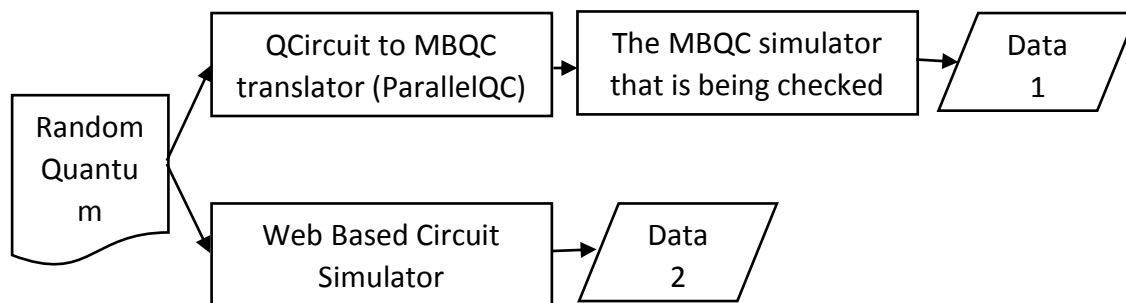 QCircuit to MBQC
translator (ParallelQC)
The MBQC simulator
that is being checked
Data
1
Random
Quantu
m
Web Based Circuit
Simulator
Data
2